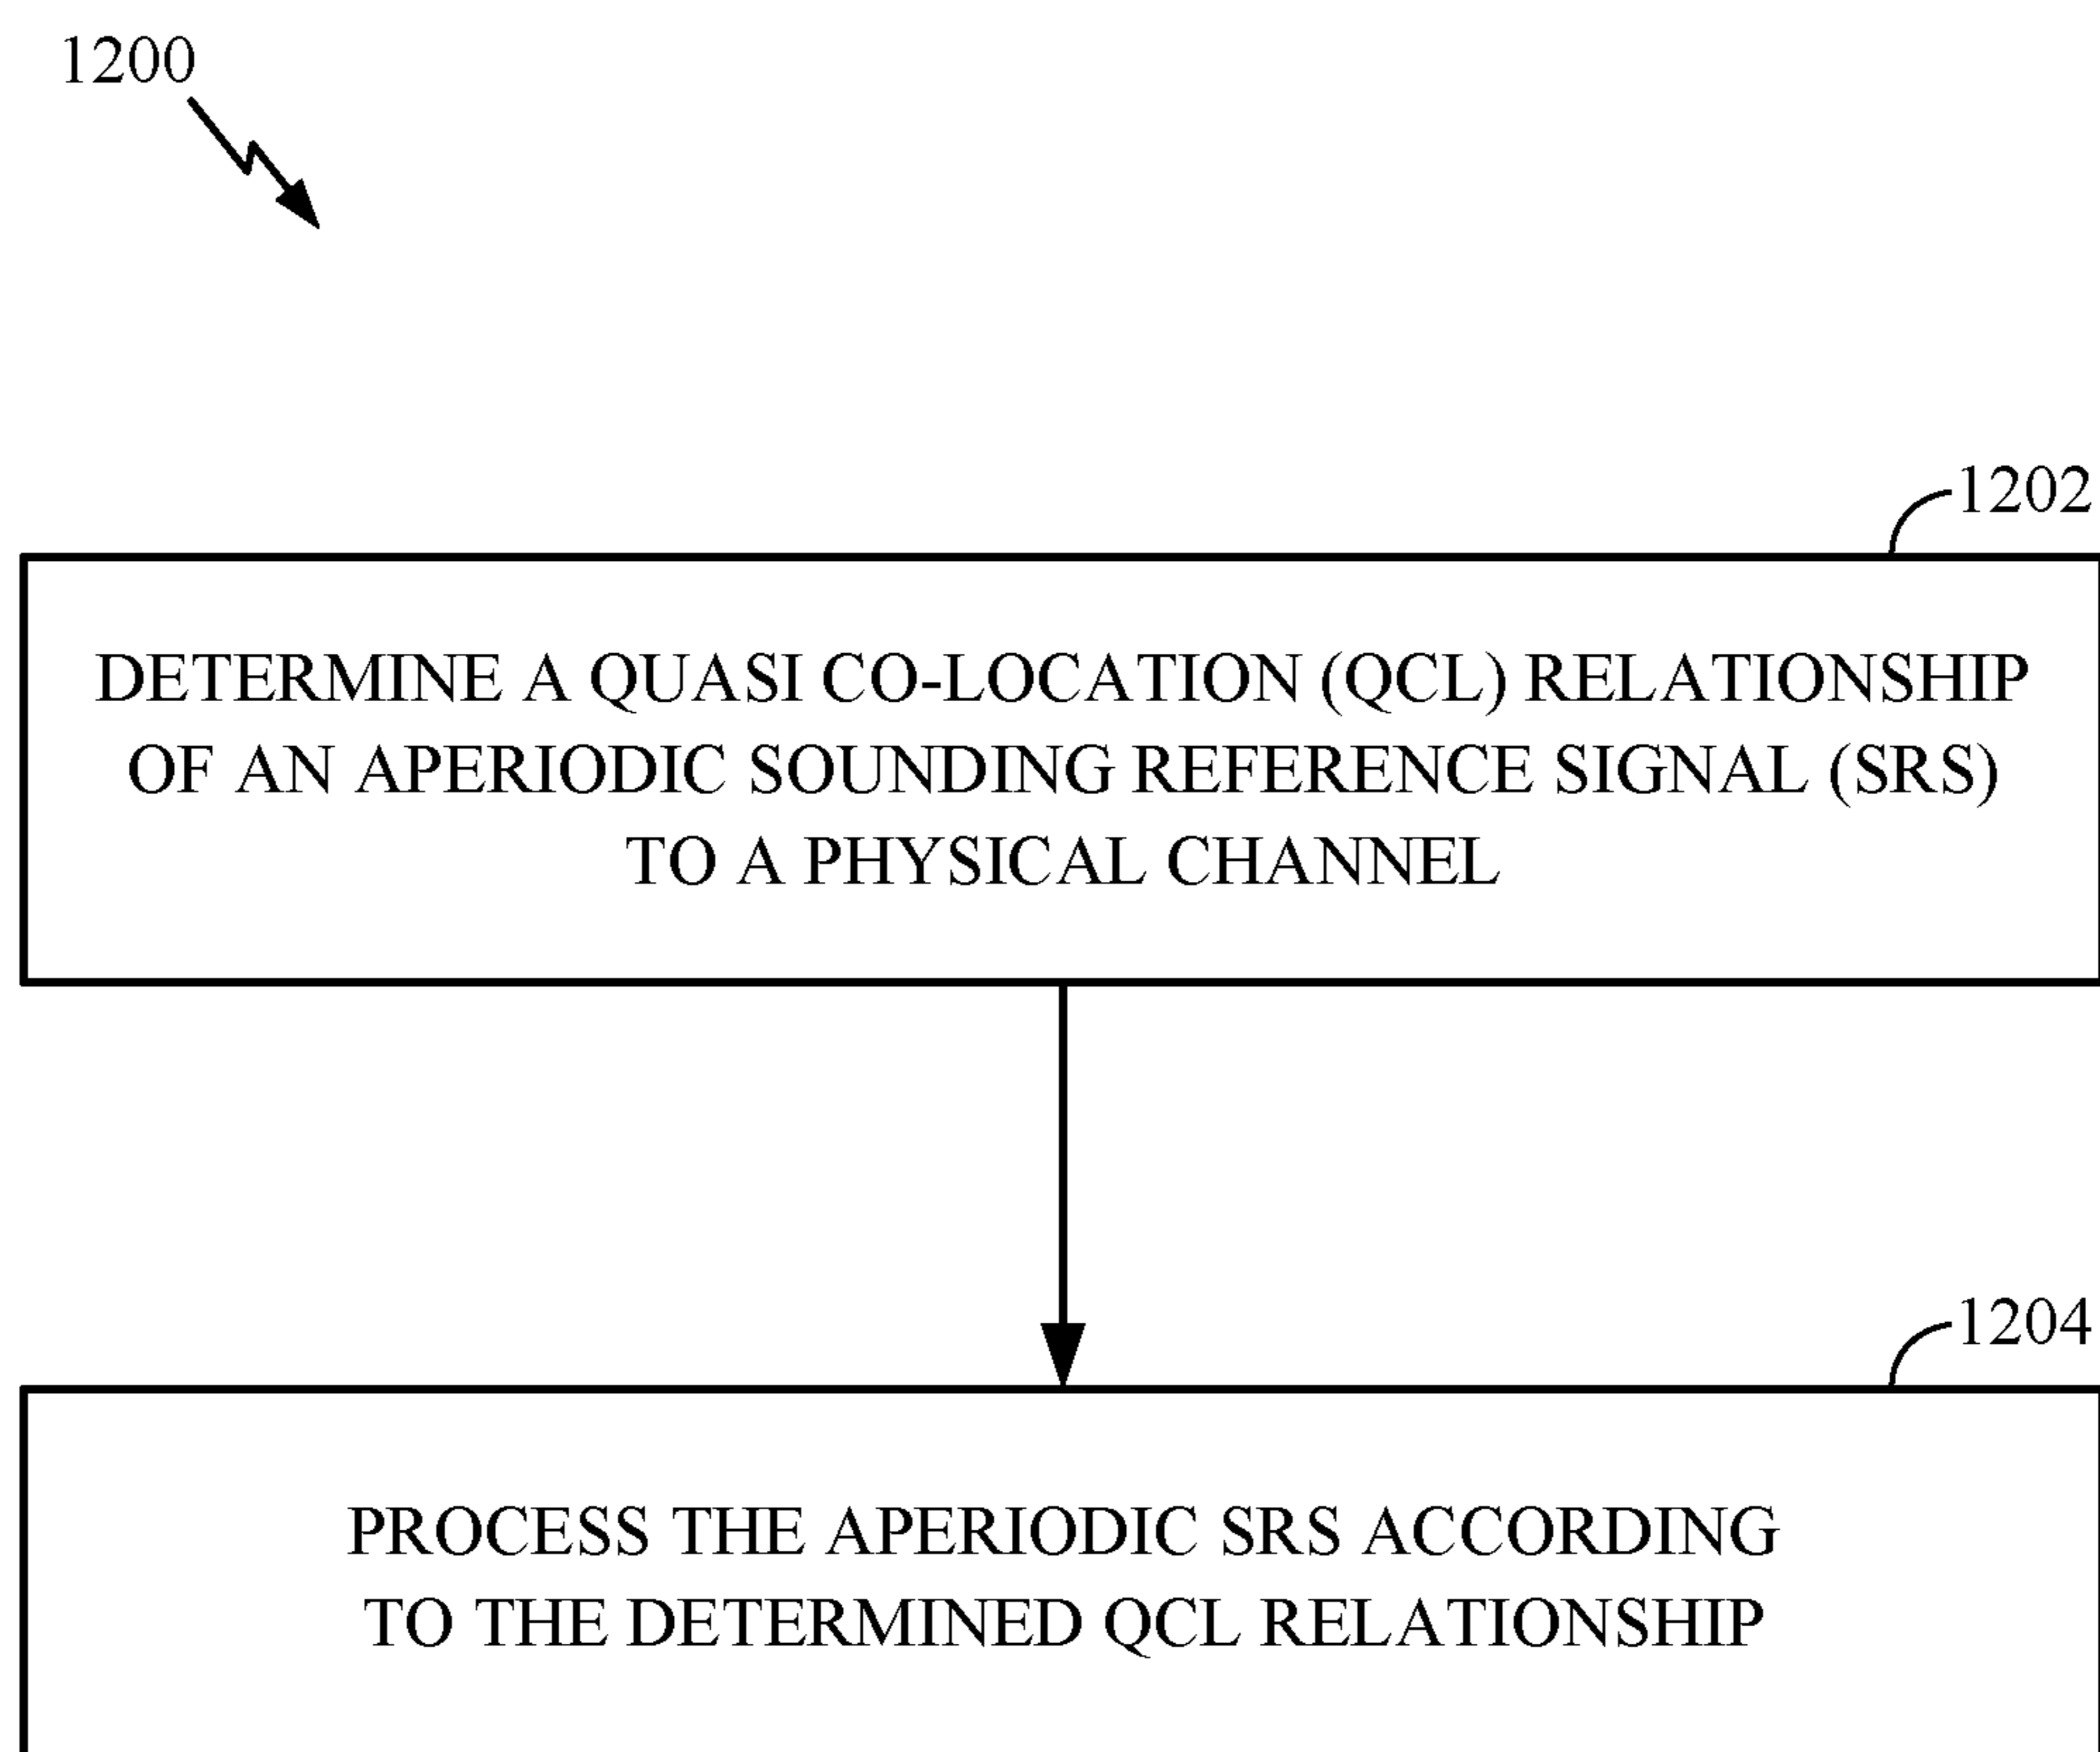 1200
1202
DETERMINE A QUASI CO-LOCATION (QCL) RELATIONSHIP
OF AN APERIODIC SOUNDING REFERENCE SIGNAL (SRS)
TO A PHYSICAL CHANNEL
1204
PROCESS THE APERIODIC SRS ACCORDING
TO THE DETERMINED QCL RELATIONSHIP